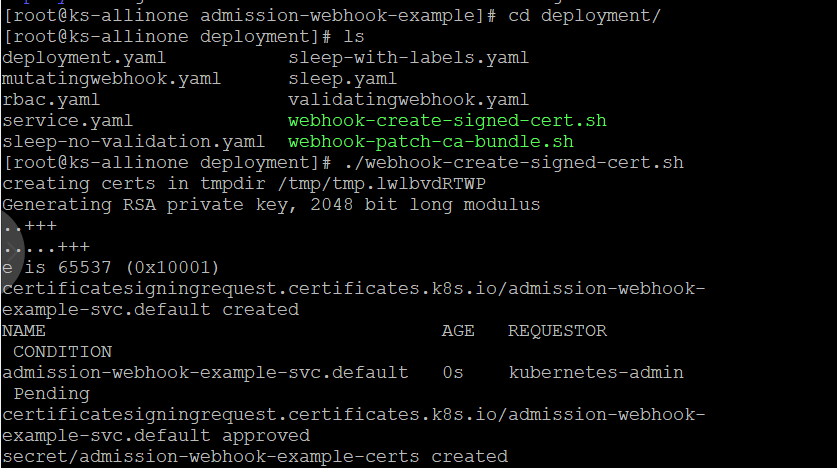 [root@ks-allinone admission-webhook-example]# cd deployment/
[root@ks-allinone deployment]# ls
deployment.yaml            sleep-with-labels.yaml
mutatingwebhook.yaml       sleep.yaml
rbac.yaml                  validatingwebhook.yaml
service.yaml               webhook-create-signed-cert.sh
sleep-no-validation.yaml  webhook-patch-ca-bundle.sh
[root@ks-allinone deployment]# ./webhook-create-signed-cert.sh
creating certs in tmpdir /tmp/tmp.lwlbvdRTWP
Generating RSA private key, 2048 bit long modulus
..+++
.....+++
e is 65537 (0x10001)
certificatesigningrequest.certificates.k8s.io/admission-webhook-
example-svc.default created
NAME                                      AGE   REQUESTOR
 CONDITION
admission-webhook-example-svc.default   0s    kubernetes-admin
 Pending
certificatesigningrequest.certificates.k8s.io/admission-webhook-
example-svc.default approved
secret/admission-webhook-example-certs created